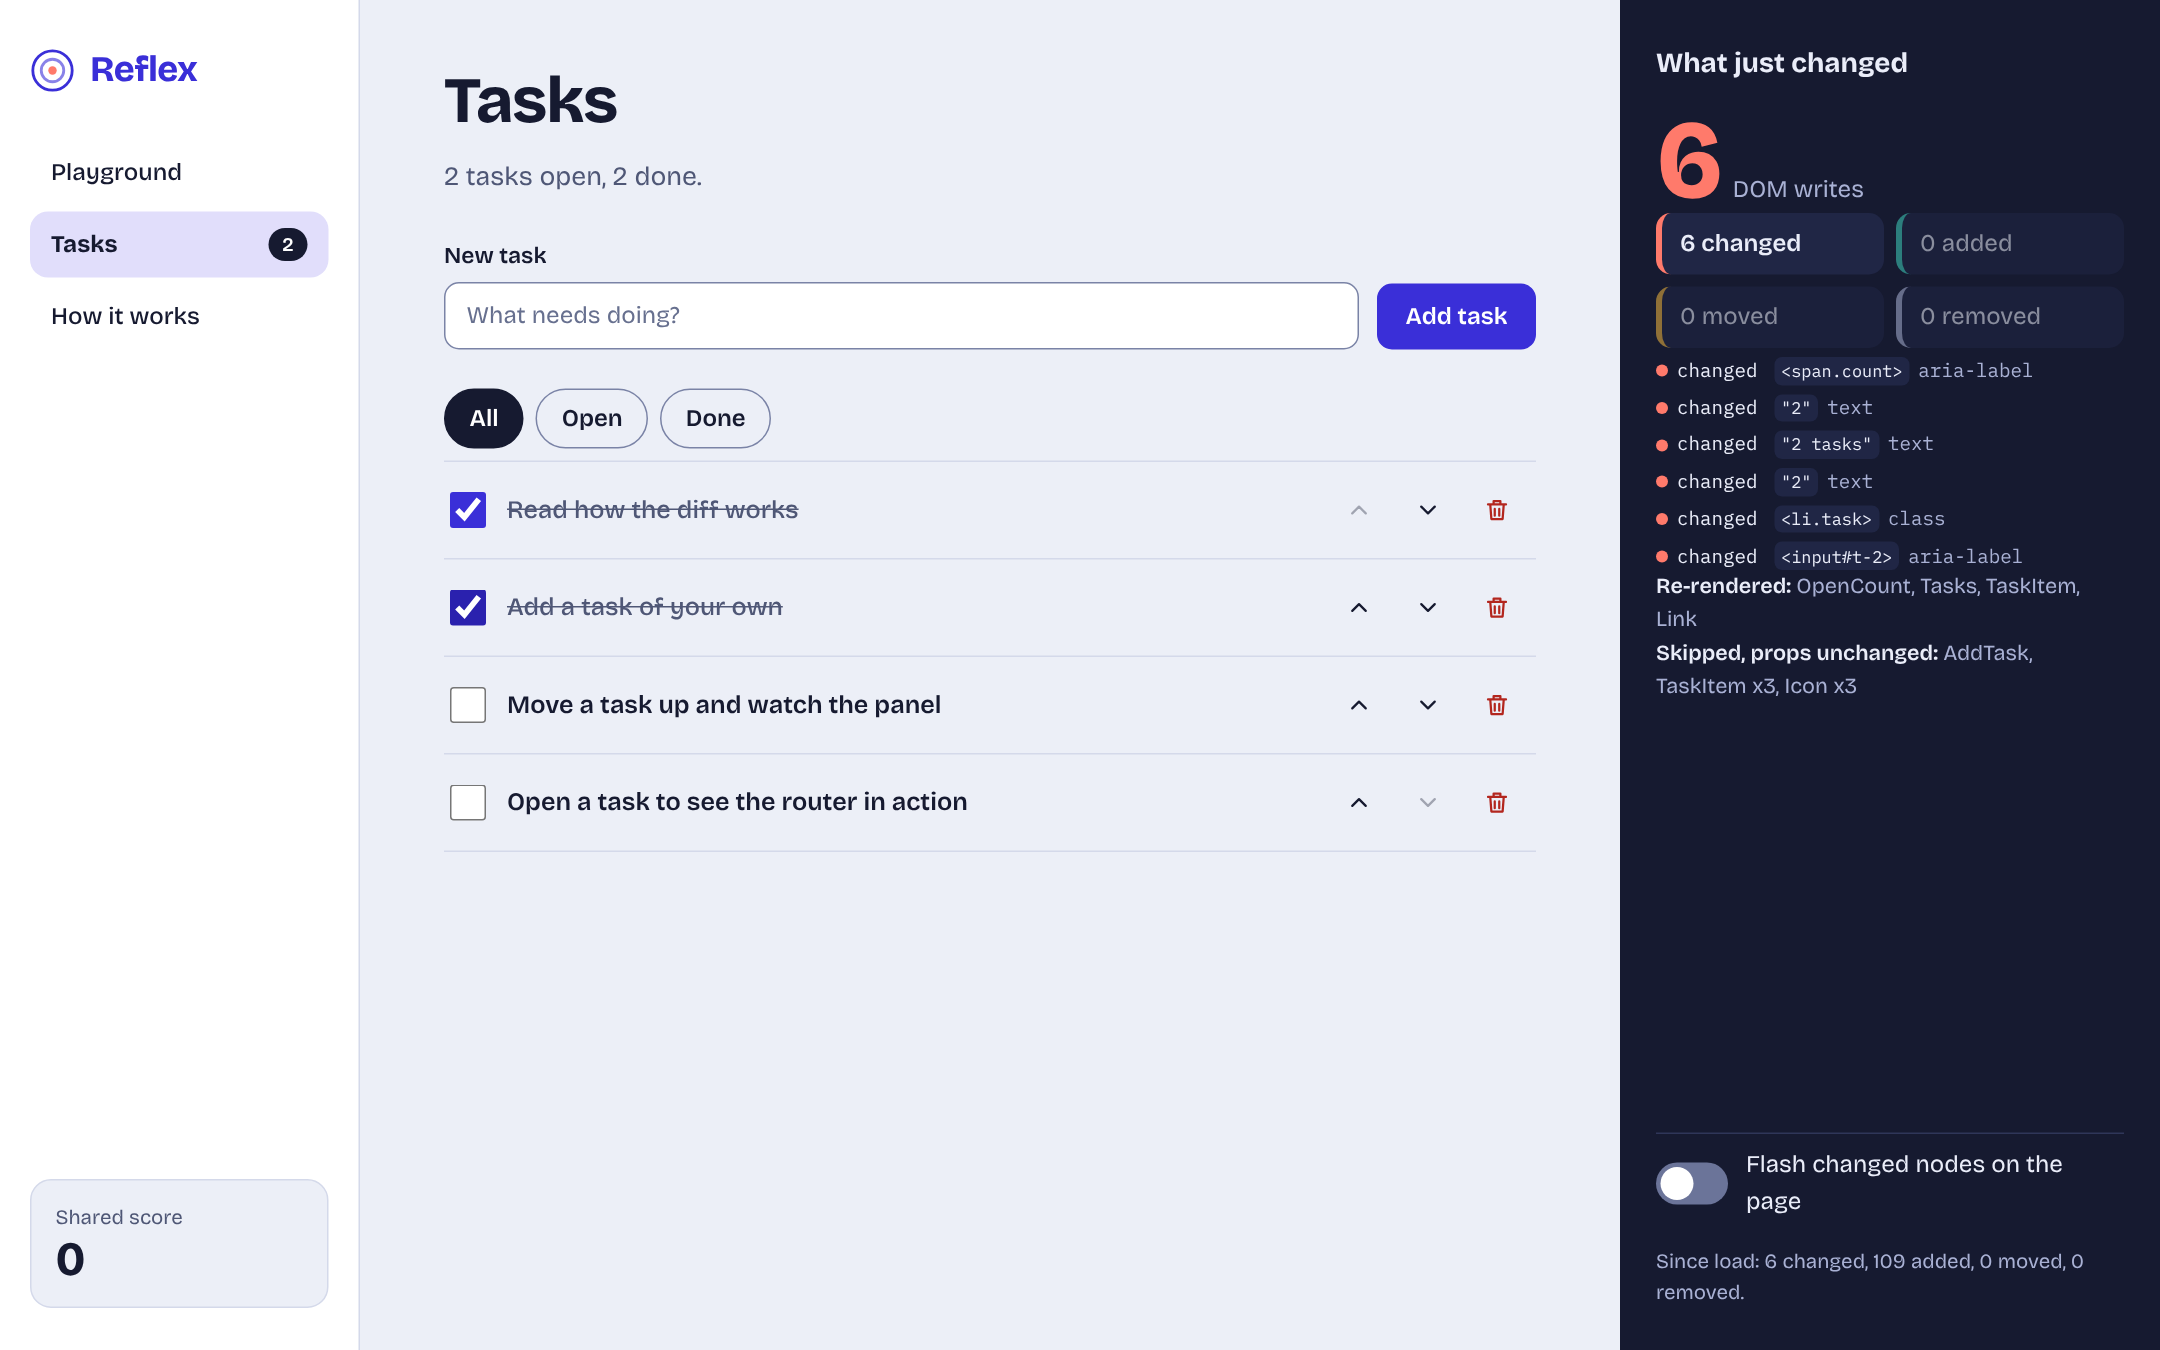 Reflex
Playground
Tasks
2
How it works
Shared score
0
Tasks
2 tasks open, 2 done.
New task
What needs doing?
Add task
All
Open
Done
Read how the diff works
Add a task of your own
Move a task up and watch the panel
Open a task to see the router in action
What just changed
6 DOM writes
6 changed
0 added
0 moved
0 removed
changed <span.count> aria-label
changed "2" text
changed "2 tasks" text
changed "2" text
changed <li.task> class
changed <input#t-2> aria-label
Re-rendered: OpenCount, Tasks, TaskItem,
Link
Skipped, props unchanged: AddTask,
TaskItem x3, Icon x3
Flash changed nodes on the
page
Since load: 6 changed, 109 added, 0 moved, 0
removed.